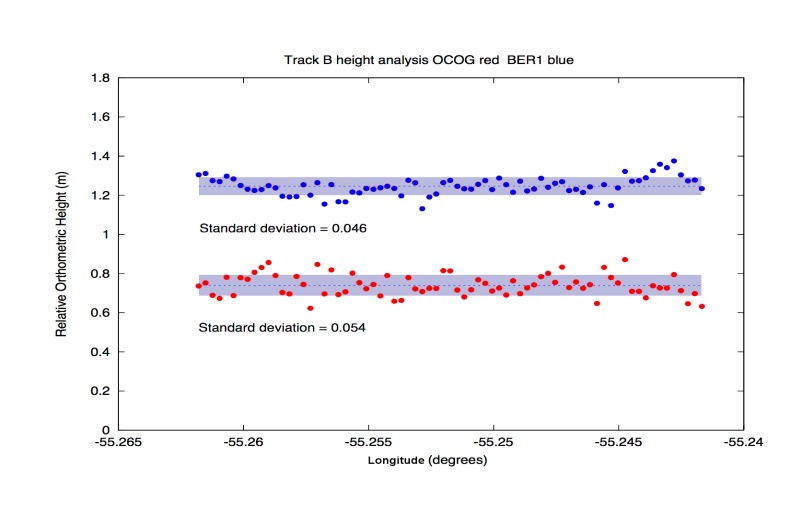 Track B height analysis OCOG red  BER1 blue
1.8
1.6
1.4
1.2
1
0.8
0.6
0.4
0.2
0
Relative Orthometric Height (m)
Standard deviation = 0.046
Standard deviation = 0.054
-55.265 -55.26 -55.255 -55.25 -55.245 -55.24
Longitude (degrees)